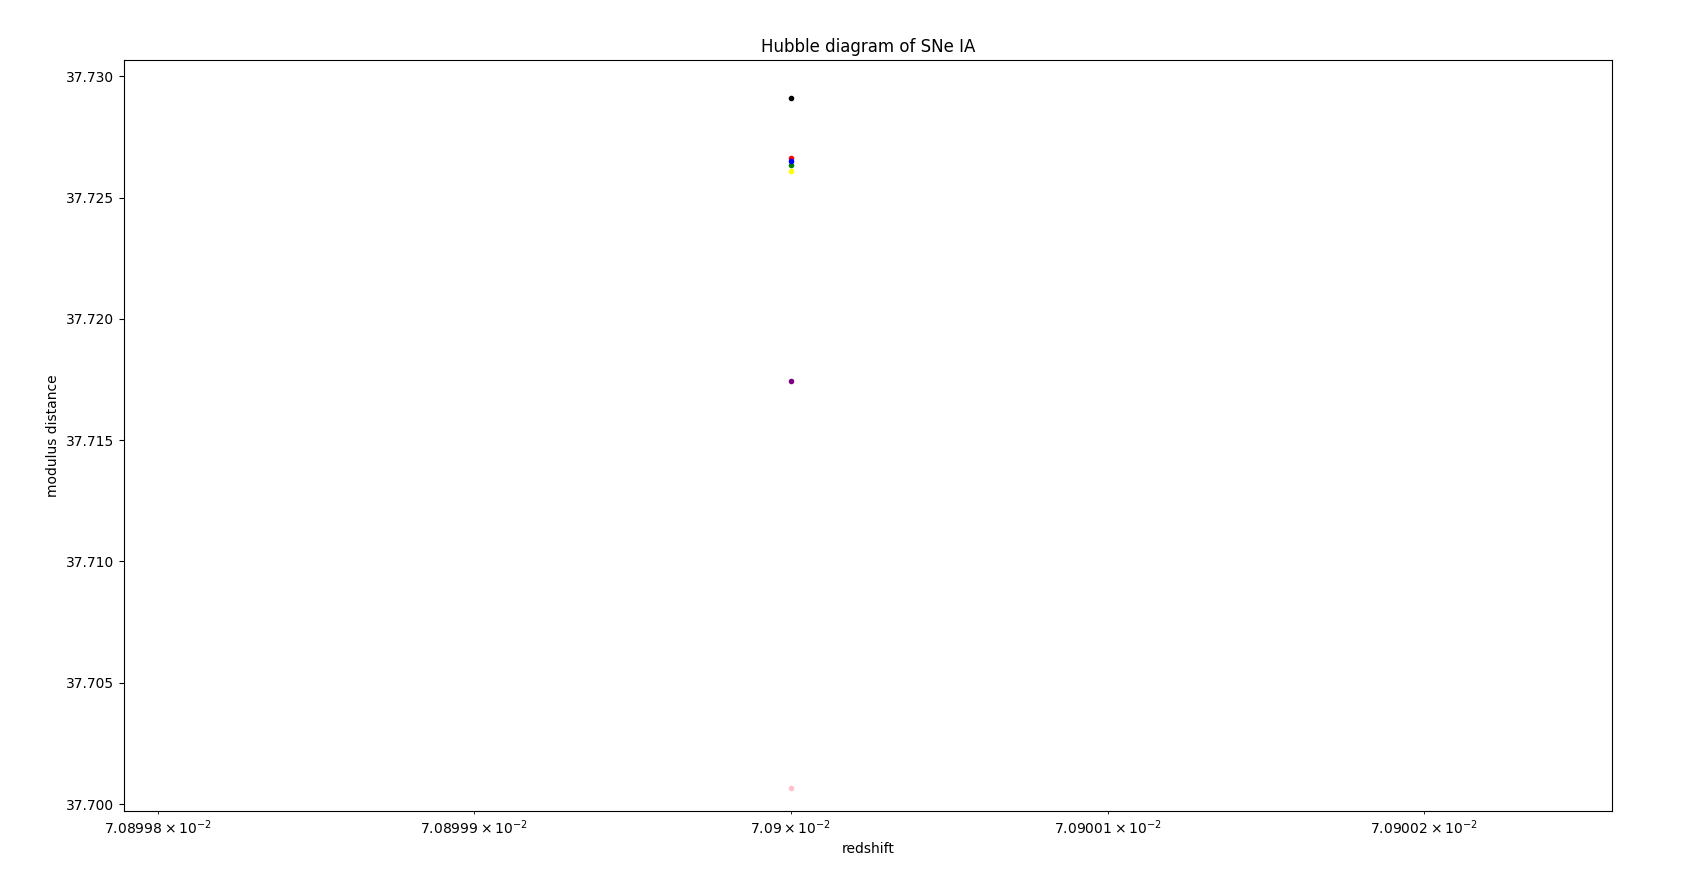 Hubble diagram of SNe IA
37.730
37.725
37.720
37.715
37.710
37.705
37.700
modulus distance
7.08998 × 10⁻² 7.08999 × 10⁻² 7.09 × 10⁻² 7.09001 × 10⁻² 7.09002 × 10⁻²
redshift